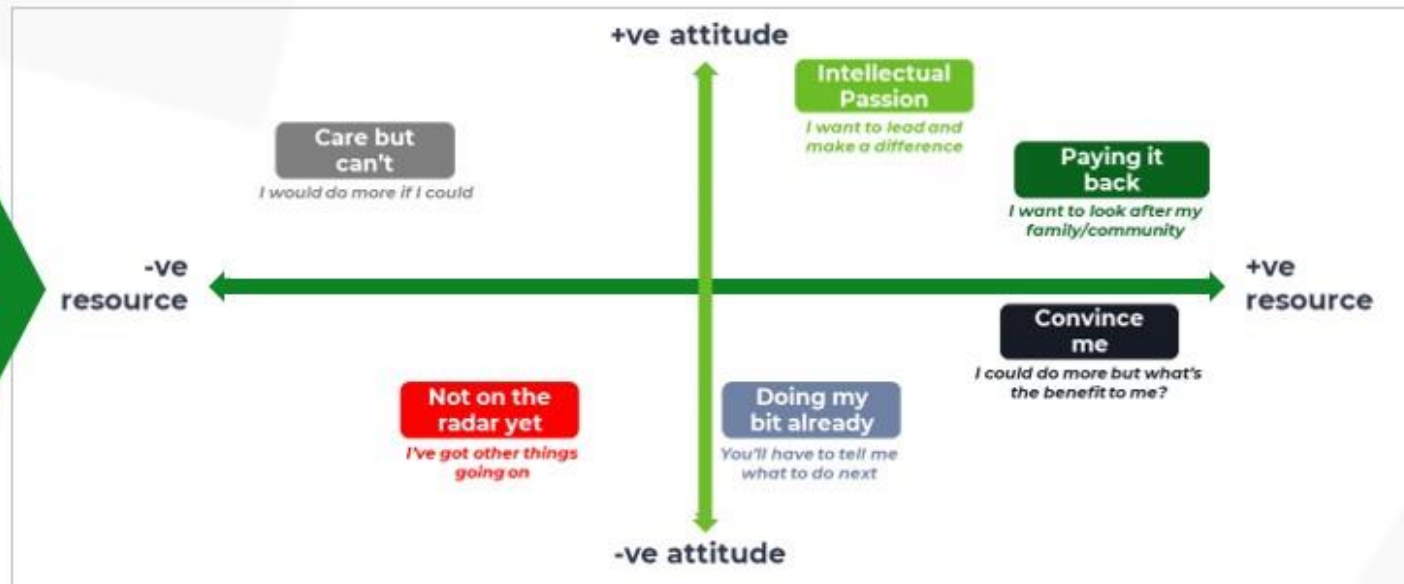 +ve attitude
Intellectual
Passion
I want to lead and
make a difference
Care but
can't
I would do more if I could
Paying it
back
I want to look after my
family/community
-ve
resource
+ve
resource
Convince
me
I could do more but what's
the benefit to me?
Not on the
radar yet
I've got other things
going on
Doing my
bit already
You'll have to tell me
what to do next
-ve attitude